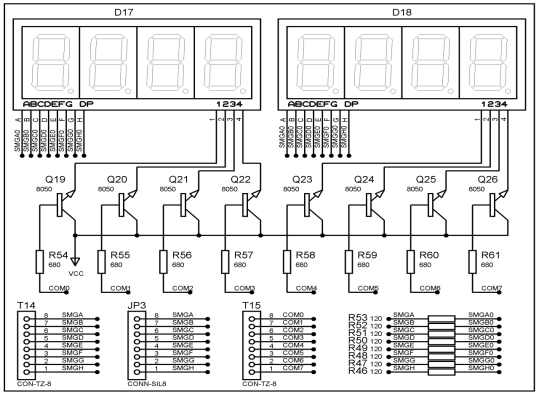 D17
D18
ABCDEFG DP 1234
ABCDEFG DP 1234
A B C D E F G H 1 2 3 4
A B C D E F G H 1 2 3 4
SMGA0 SMGB0 SMGC0 SMGD0 SMGE0 SMGF0 SMGG0 SMGH0
SMGA0 SMGB0 SMGC0 SMGD0 SMGE0 SMGF0 SMGG0 SMGH0
Q19 Q20 Q21 Q22 Q23 Q24 Q25 Q26
8050 8050 8050 8050 8050 8050 8050 8050
R54 R55 R56 R57 R58 R59 R60 R61
680 680 680 680 680 680 680 680
VCC
COM0 COM1 COM2 COM3 COM4 COM5 COM6 COM7
T14
8 SMGA
7 SMGB
6 SMGC
5 SMGD
4 SMGE
3 SMGF
2 SMGG
1 SMGH
CON-TZ-8
JP3
8 SMGA
7 SMGB
6 SMGC
5 SMGD
4 SMGE
3 SMGF
2 SMGG
1 SMGH
CONN-SIL8
T15
8 COM0
7 COM1
6 COM2
5 COM3
4 COM4
3 COM5
2 COM6
1 COM7
CON-TZ-8
R53 120 SMGA SMGA0
R52 120 SMGB SMGB0
R51 120 SMGC SMGC0
R50 120 SMGD SMGD0
R49 120 SMGE SMGE0
R48 120 SMGF SMGF0
R47 120 SMGG SMGG0
R46 120 SMGH SMGH0